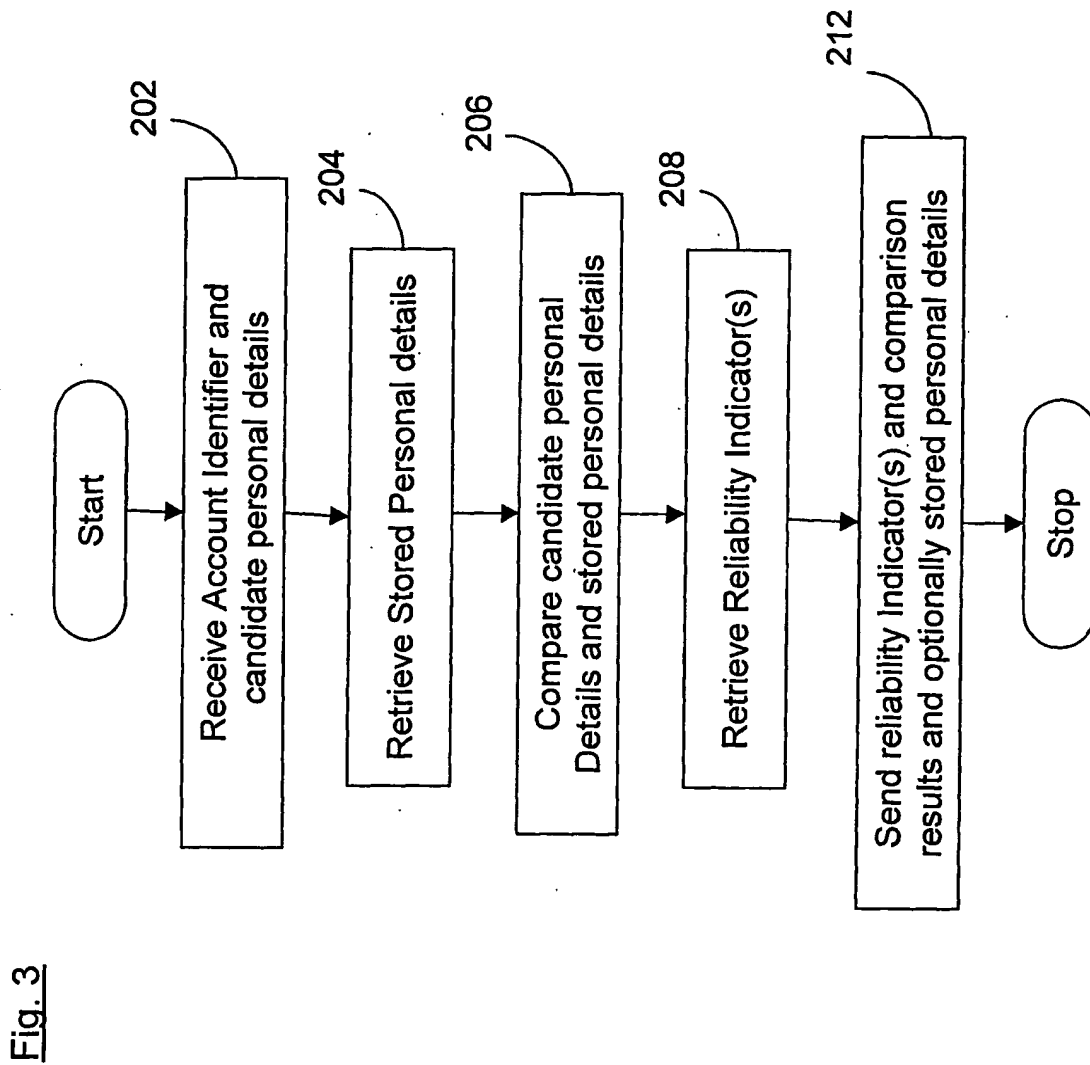 Fig. 3
Start
202
Receive Account Identifier and
candidate personal details
204
Retrieve Stored Personal details
206
Compare candidate personal
Details and stored personal details
208
Retrieve Reliability Indicator(s)
212
Send reliability Indicator(s) and comparison
results and optionally stored personal details
Stop